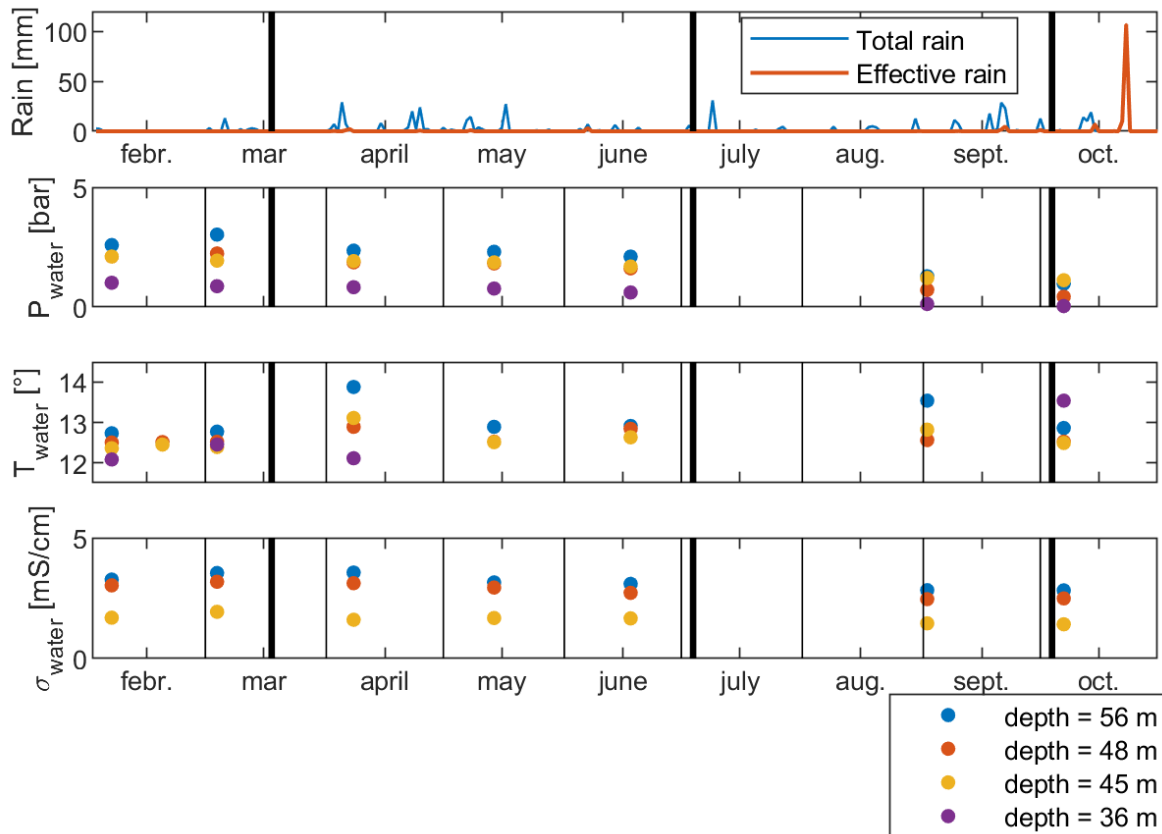 Rain [mm]
100
50
0
Total rain
Effective rain
febr. mar april may june july aug. sept. oct.
P_water [bar]
5
0
T_water [°]
14
13
12
σ_water [mS/cm]
5
0
febr. mar april may june july aug. sept. oct.
depth = 56 m
depth = 48 m
depth = 45 m
depth = 36 m